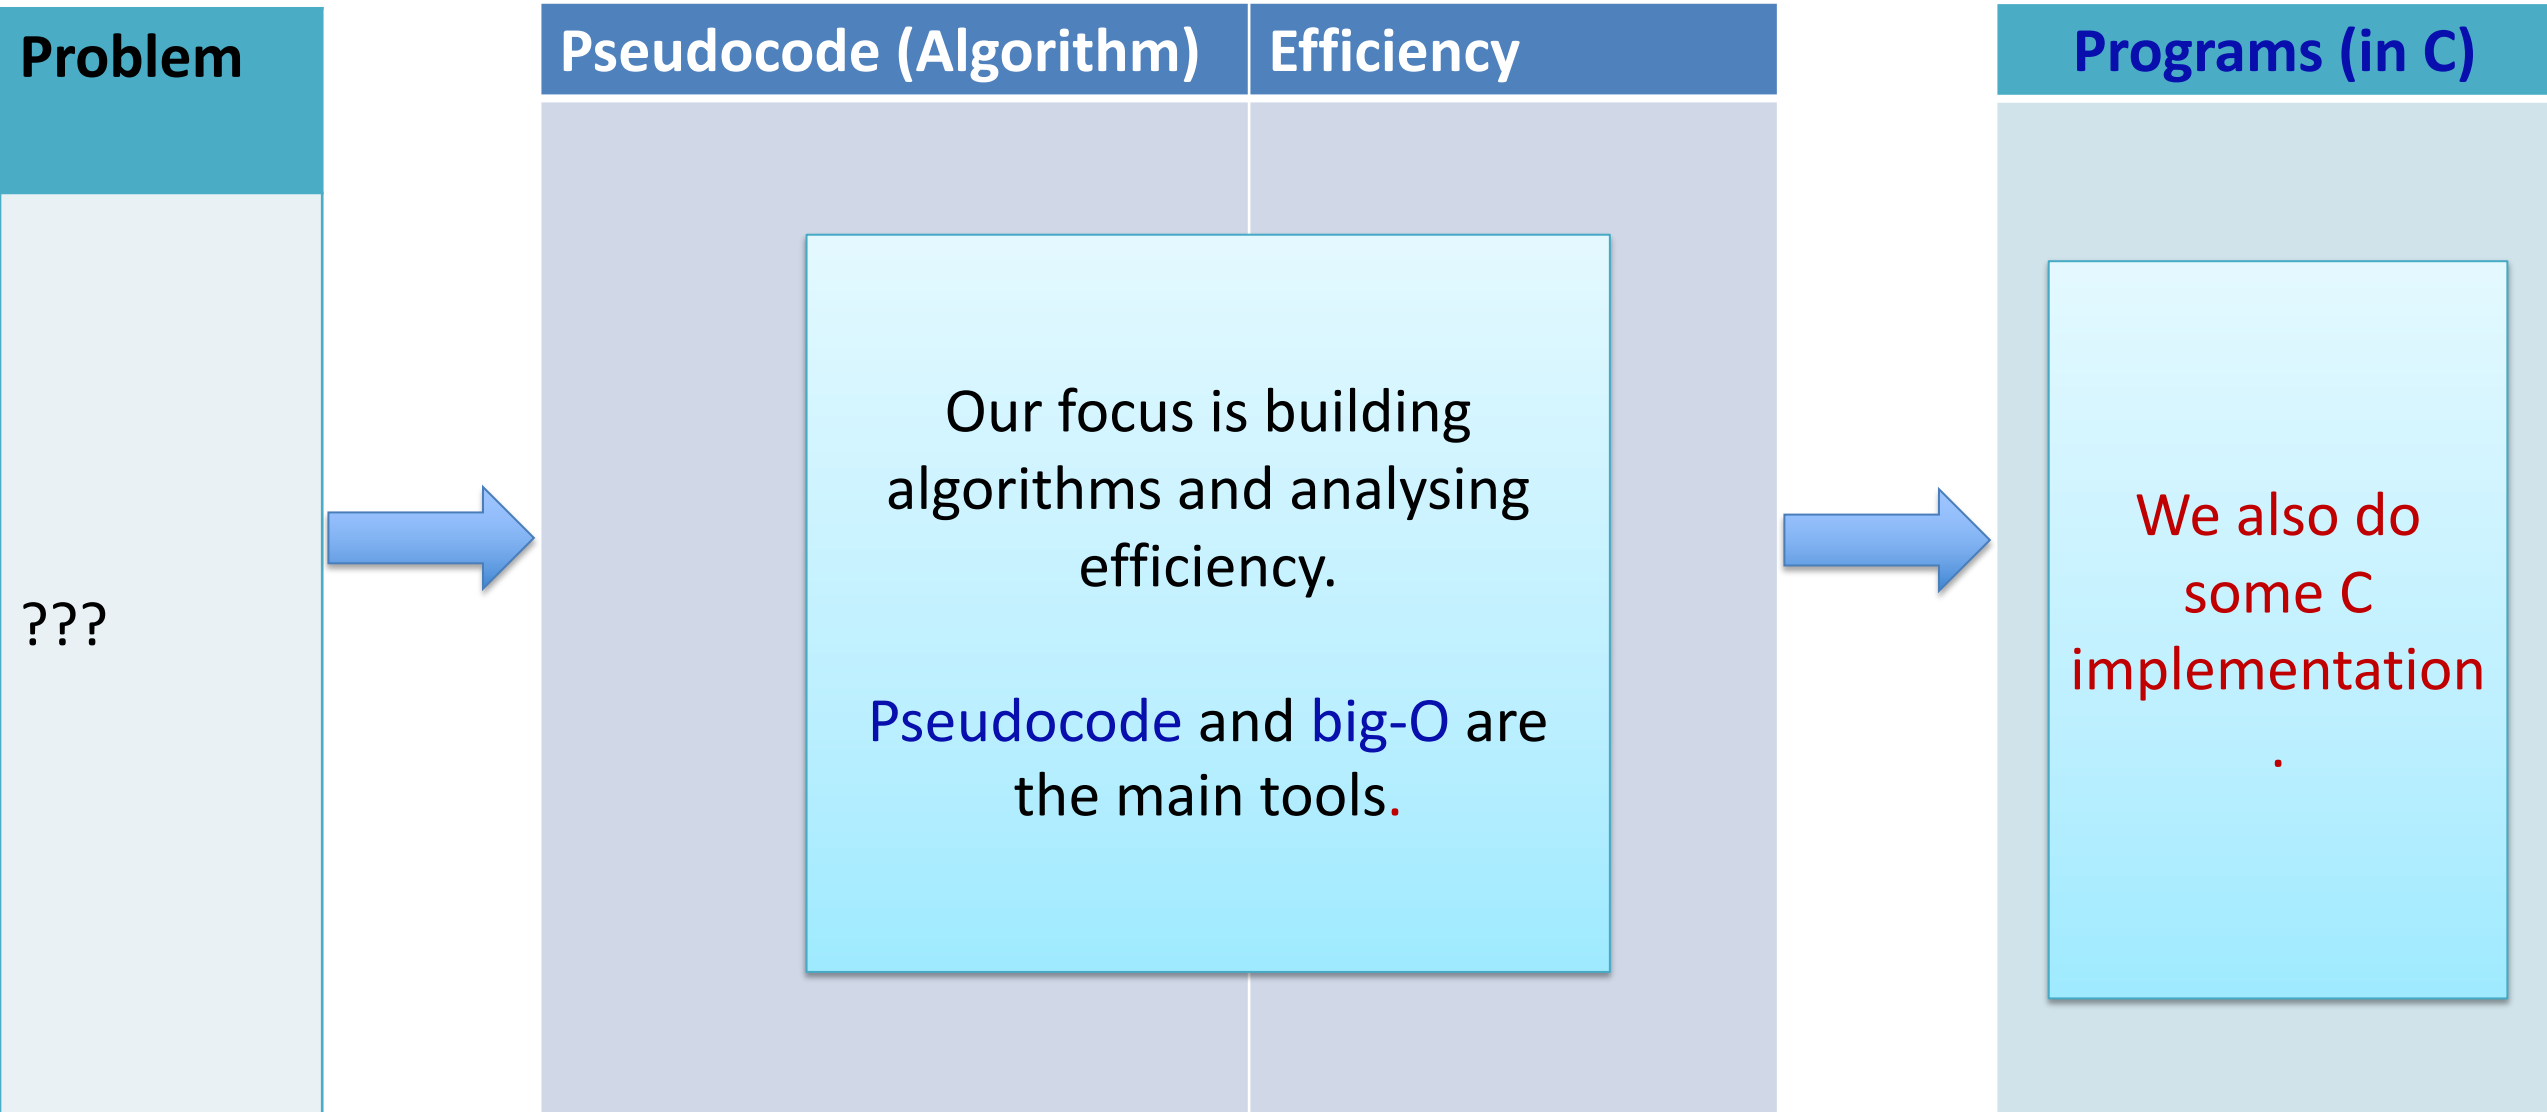 Problem
???
Pseudocode (Algorithm)
Efficiency
Our focus is building
algorithms and analysing
efficiency.
Pseudocode and big-O are
the main tools.
Programs (in C)
We also do
some C
implementation
.